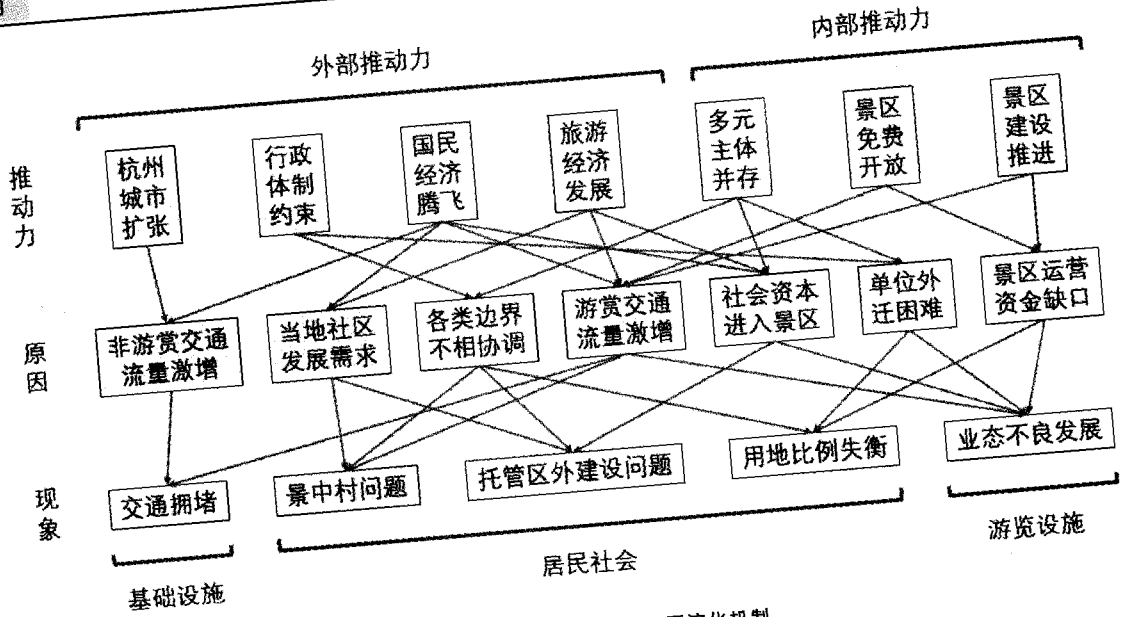 外部推动力
内部推动力
推
动
力
杭州
城市
扩张
行政
体制
约束
国民
经济
腾飞
旅游
经济
发展
多元
主体
并存
景区
免费
开放
景区
建设
推进
原
因
非游赏交通
流量激增
当地社区
发展需求
各类边界
不相协调
游赏交通
流量激增
社会资本
进入景区
单位外
迁困难
景区运营
资金缺口
现
象
交通拥堵
景中村问题
托管区外建设问题
用地比例失衡
业态不良发展
基础设施
居民社会
游览设施
演化机制